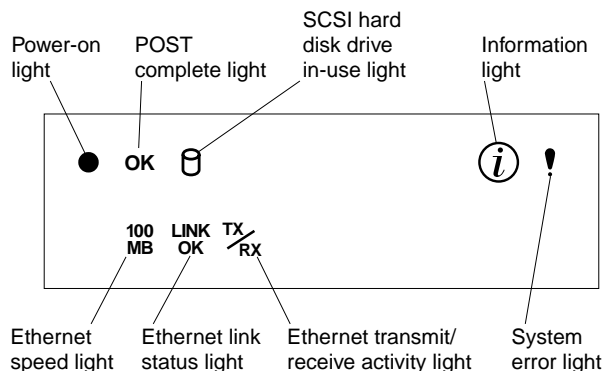 Power-on
light
POST
complete light
SCSI hard
disk drive
in-use light
Information
light
OK
i
!
100
MB
LINK
OK
TX
RX
Ethernet
speed light
Ethernet link
status light
Ethernet transmit/
receive activity light
System
error light